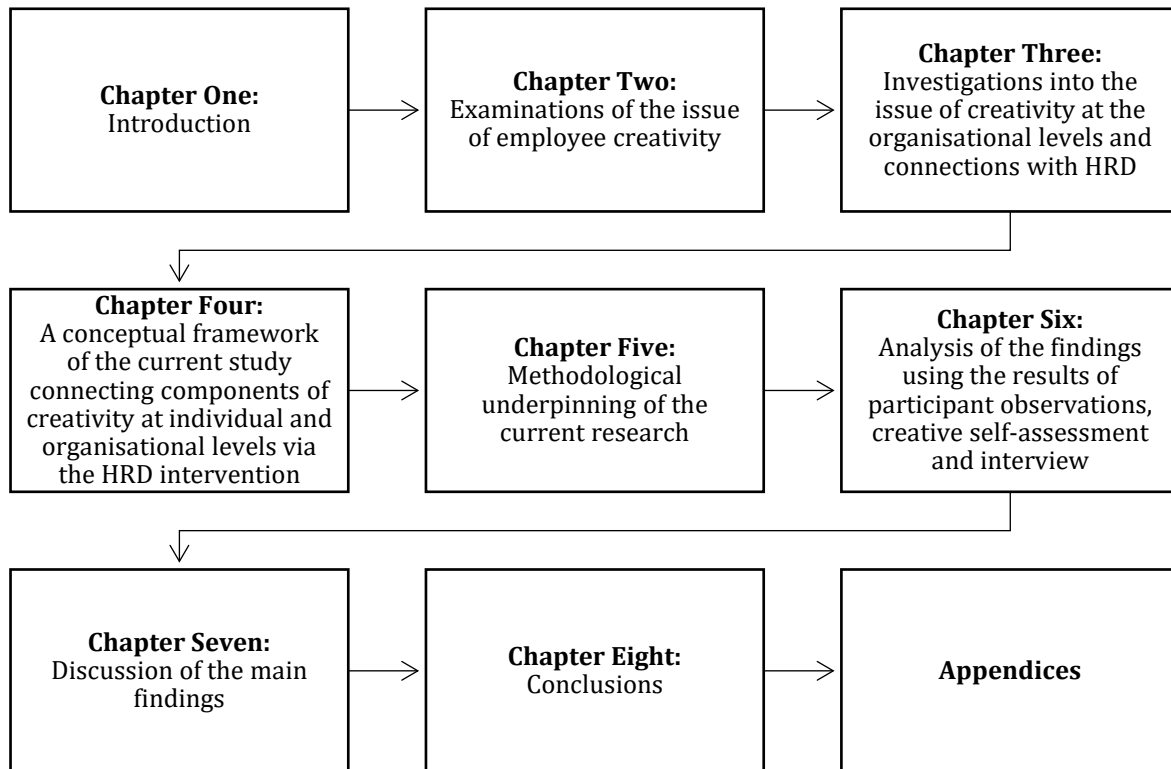 Chapter One:
Introduction
Chapter Two:
Examinations of the issue
of employee creativity
Chapter Three:
Investigations into the
issue of creativity at the
organisational levels and
connections with HRD
Chapter Four:
A conceptual framework
of the current study
connecting components of
creativity at individual and
organisational levels via
the HRD intervention
Chapter Five:
Methodological
underpinning of the
current research
Chapter Six:
Analysis of the findings
using the results of
participant observations,
creative self-assessment
and interview
Chapter Seven:
Discussion of the main
findings
Chapter Eight:
Conclusions
Appendices